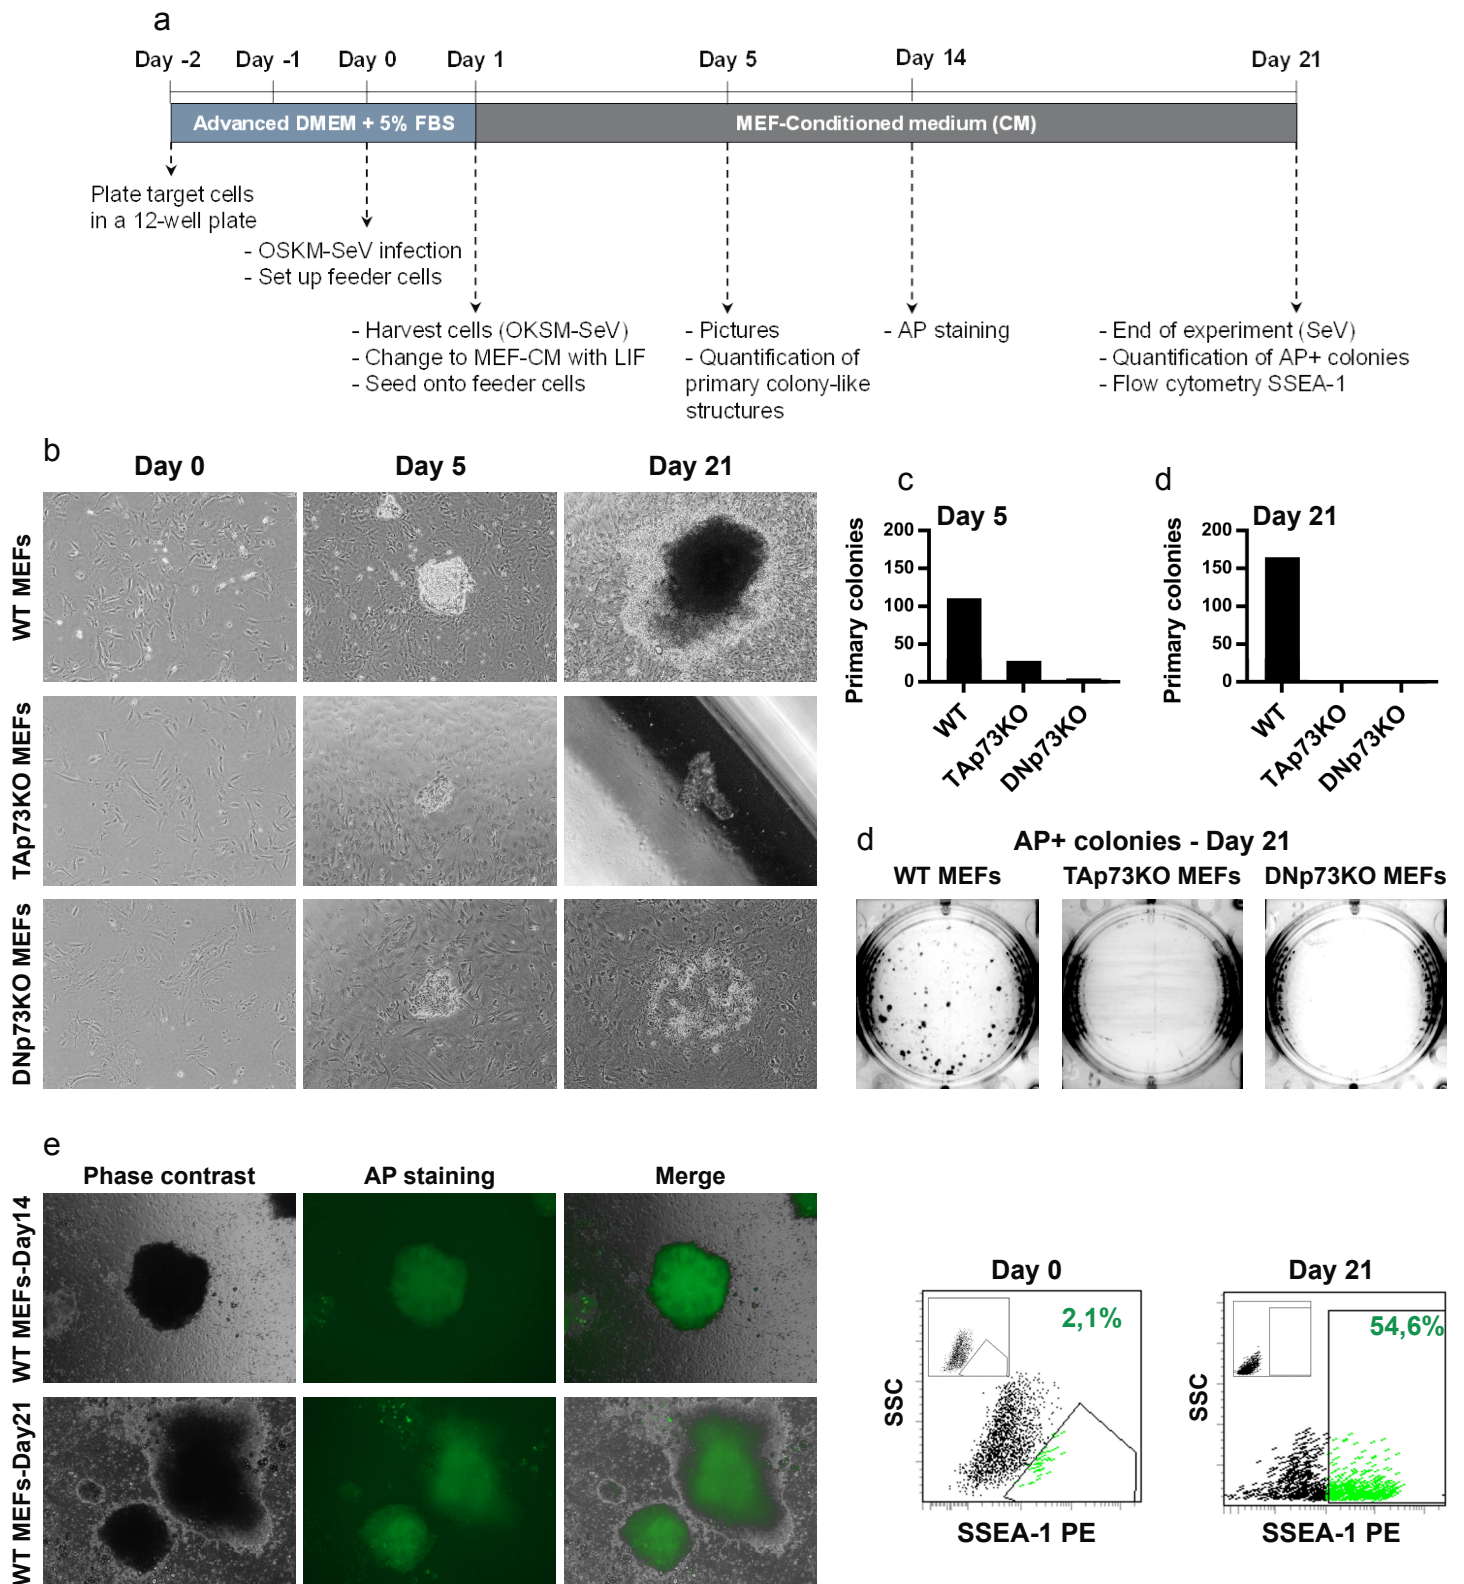 a
Day -2
Day -1
Day 0
Day 1
Day 5
Day 14
Day 21
Advanced DMEM + 5% FBS
MEF-Conditioned medium (CM)
Plate target cells
in a 12-well plate
- OSKM-SeV infection
- Set up feeder cells
- Harvest cells (OKSM-SeV)
- Change to MEF-CM with LIF
- Seed onto feeder cells
- Pictures
- Quantification of
primary colony-like
structures
- AP staining
- End of experiment (SeV)
- Quantification of AP+ colonies
- Flow cytometry SSEA-1
b
Day 0
Day 5
Day 21
WT MEFs
TAp73KO MEFs
DNp73KO MEFs
c
Day 5
Primary colonies
200
150
100
50
0
WT
TAp73KO
DNp73KO
d
Day 21
Primary colonies
200
150
100
50
0
WT
TAp73KO
DNp73KO
d
AP+ colonies - Day 21
WT MEFs
TAp73KO MEFs
DNp73KO MEFs
e
Phase contrast
AP staining
Merge
WT MEFs-Day14
WT MEFs-Day21
Day 0
2,1%
SSC
SSEA-1 PE
Day 21
54,6%
SSC
SSEA-1 PE